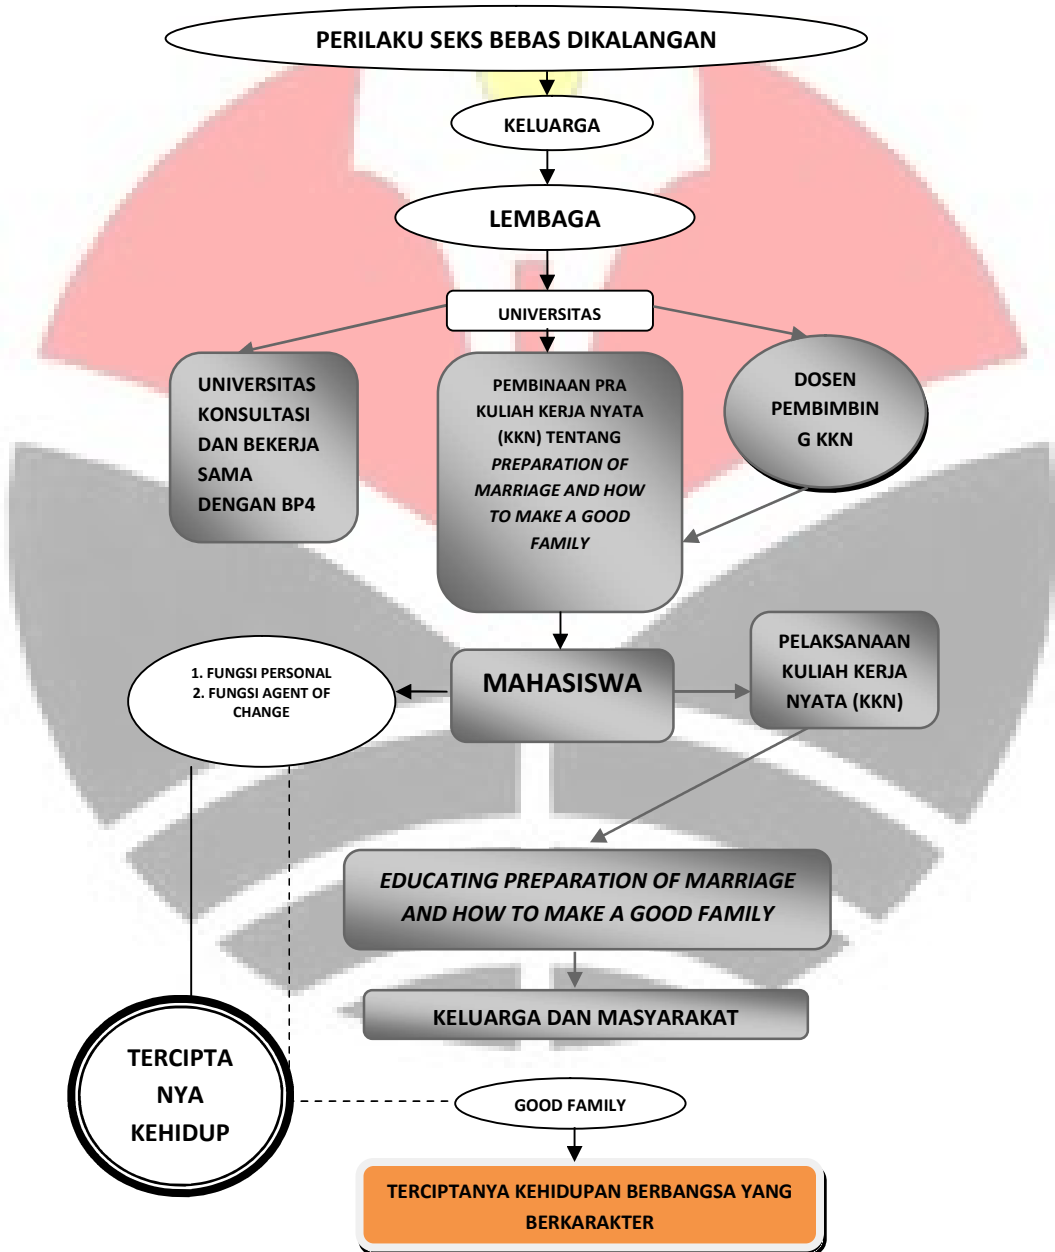 PERILAKU SEKS BEBAS DIKALANGAN
KELUARGA
LEMBAGA
UNIVERSITAS
UNIVERSITAS
KONSULTASI
DAN BEKERJA
SAMA
DENGAN BP4
PEMBINAAN PRA
KULIAH KERJA NYATA
(KKN) TENTANG
PREPARATION OF
MARRIAGE AND HOW
TO MAKE A GOOD
FAMILY
DOSEN
PEMBIMBIN
G KKN
1. FUNGSI PERSONAL
2. FUNGSI AGENT OF
CHANGE
MAHASISWA
PELAKSANAAN
KULIAH KERJA
NYATA (KKN)
EDUCATING PREPARATION OF MARRIAGE
AND HOW TO MAKE A GOOD FAMILY
KELUARGA DAN MASYARAKAT
TERCIPTA
NYA
KEHIDUP
GOOD FAMILY
TERCIPTANYA KEHIDUPAN BERBANGSA YANG
BERKARAKTER